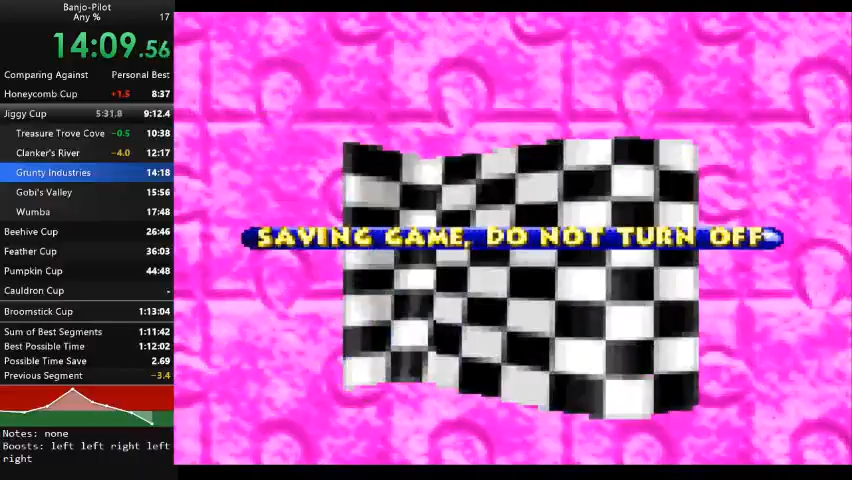 Banjo-Pilot
Any % 17
14:09.56
Comparing Against Personal Best
Honeycomb Cup +1.5 8:37
Jiggy Cup 5:31.8 9:12.4
Treasure Trove Cove −0.5 10:38
Clanker's River −4.0 12:17
Grunty Industries 14:18
Gobi's Valley 15:56
Wumba 17:48
Beehive Cup 26:46
Feather Cup 36:03
Pumpkin Cup 44:48
Cauldron Cup -
Broomstick Cup 1:13:04
Sum of Best Segments 1:11:42
Best Possible Time 1:12:02
Possible Time Save 2.69
Previous Segment −3.4
Notes: none
Boosts: left left right left
right
SAVING GAME, DO NOT TURN OFF